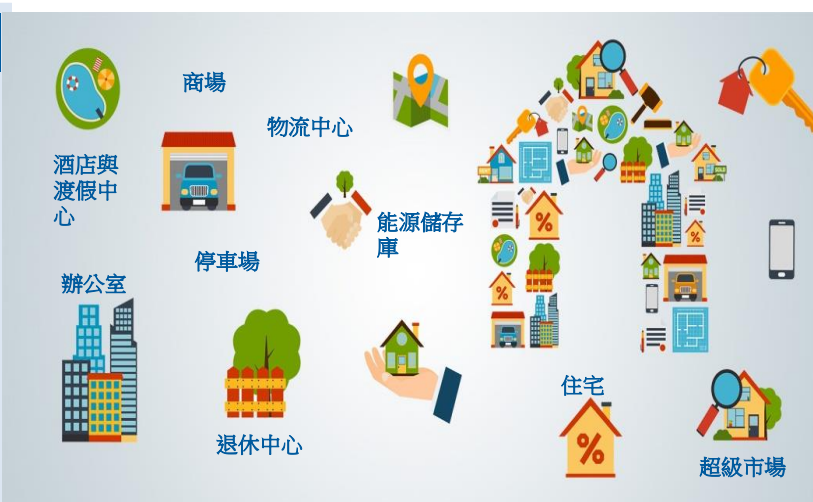 商場
物流中心
酒店與
渡假中
心
能源儲存
庫
停車場
辦公室
住宅
退休中心
超級市場
%
%
%
%